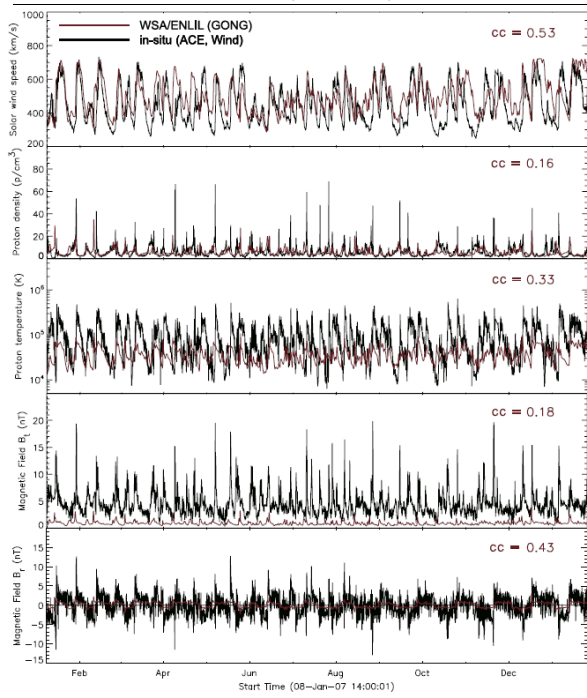 WSA/ENLIL (GONG)
in-situ (ACE, Wind)
cc = 0.53
Solar wind speed (km/s)
1000
800
600
400
200
cc = 0.16
Proton density (p/cm³)
80
60
40
20
0
cc = 0.33
Proton temperature (K)
10⁶
10⁵
10⁴
cc = 0.18
Magnetic Field Bₜ (nT)
20
15
10
5
0
cc = 0.43
Magnetic Field Bᵣ (nT)
15
10
5
0
−5
−10
−15
Feb Apr Jun Aug Oct Dec
Start Time (08−Jan−07 14:00:01)